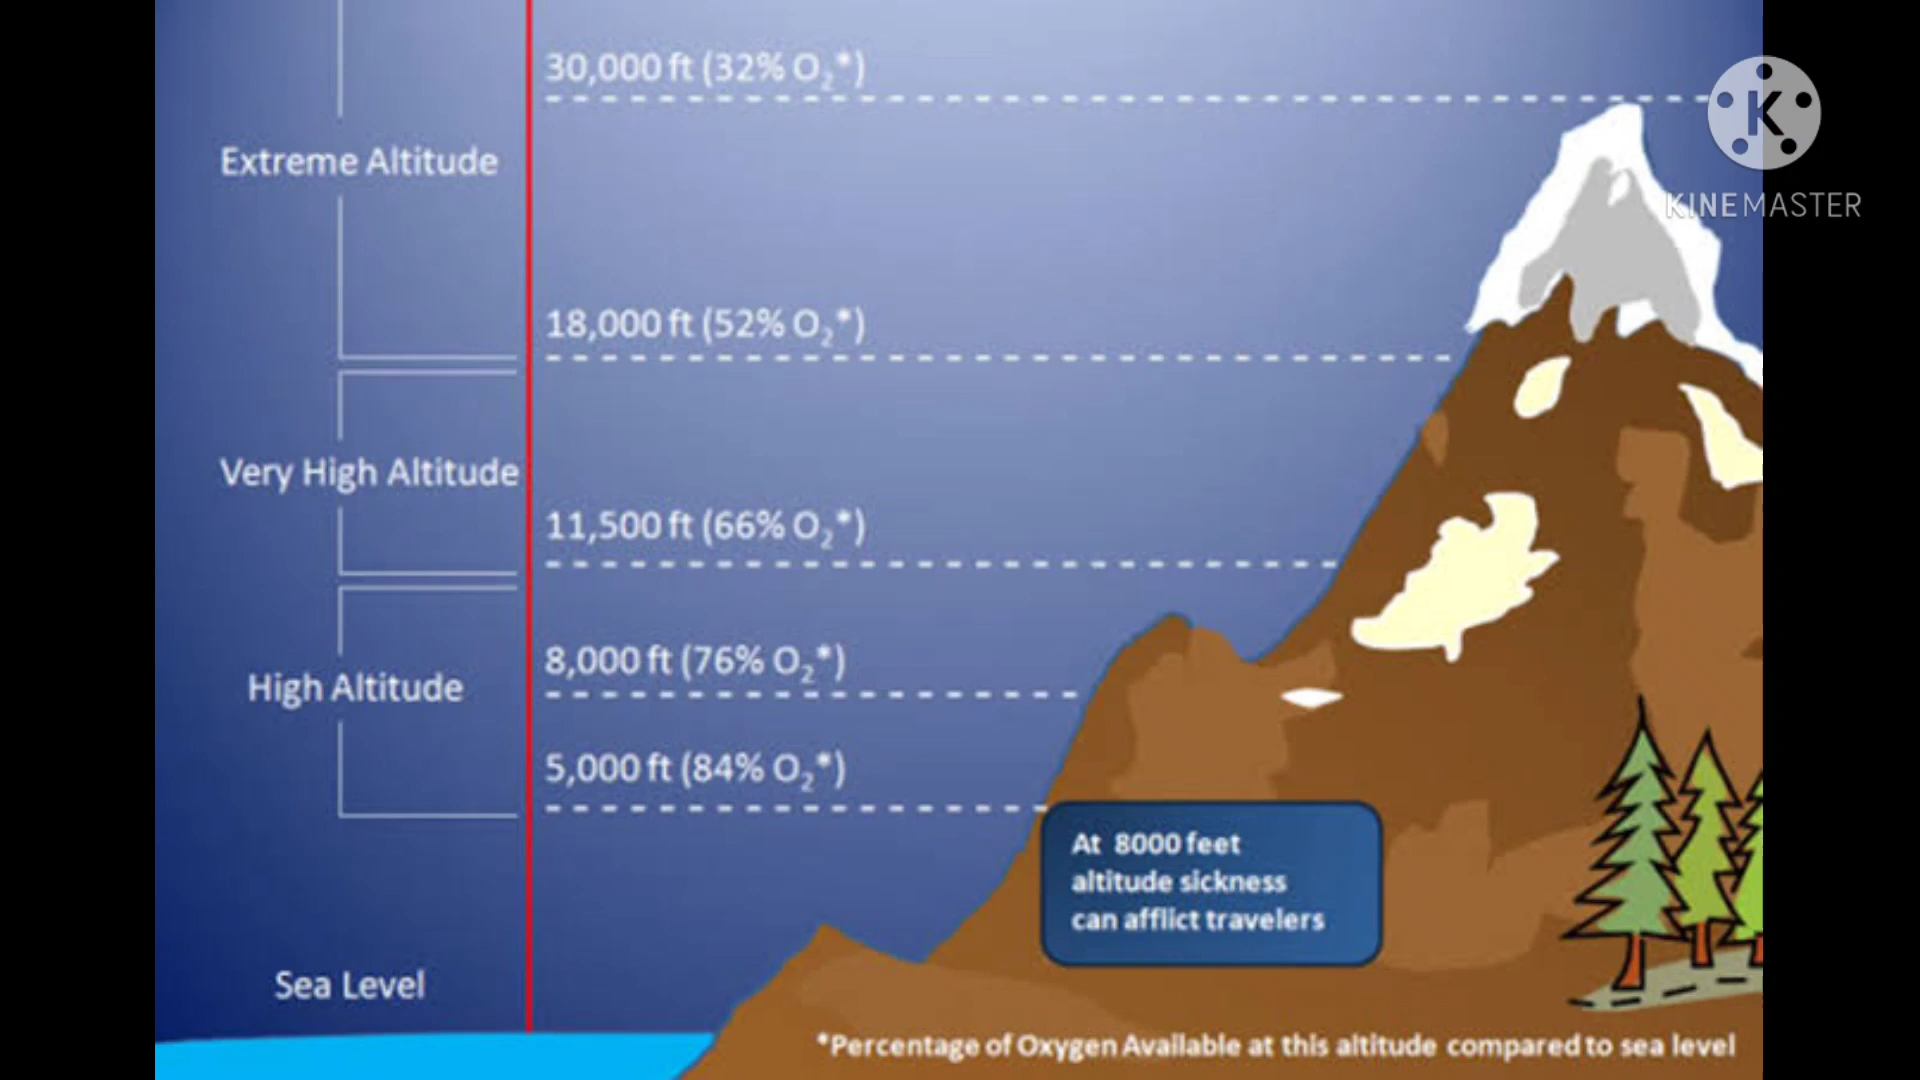 30,000 ft (32% O₂*)
K
KINEMASTER
Extreme Altitude
18,000 ft (52% O₂*)
Very High Altitude
11,500 ft (66% O₂*)
8,000 ft (76% O₂*)
High Altitude
5,000 ft (84% O₂*)
At 8000 feet
altitude sickness
can afflict travelers
Sea Level
*Percentage of Oxygen Available at this altitude compared to sea level